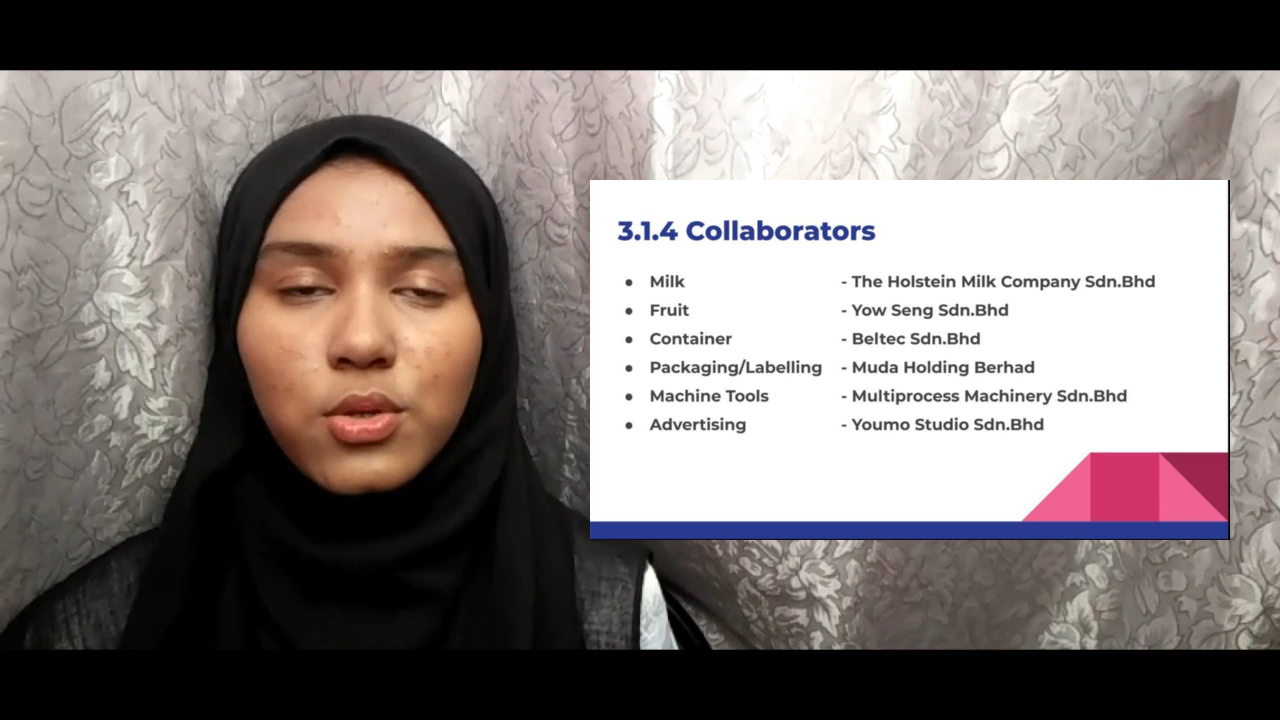 3.1.4 Collaborators
● Milk - The Holstein Milk Company Sdn.Bhd
● Fruit - Yow Seng Sdn.Bhd
● Container - Beltec Sdn.Bhd
● Packaging/Labelling - Muda Holding Berhad
● Machine Tools - Multiprocess Machinery Sdn.Bhd
● Advertising - Youmo Studio Sdn.Bhd